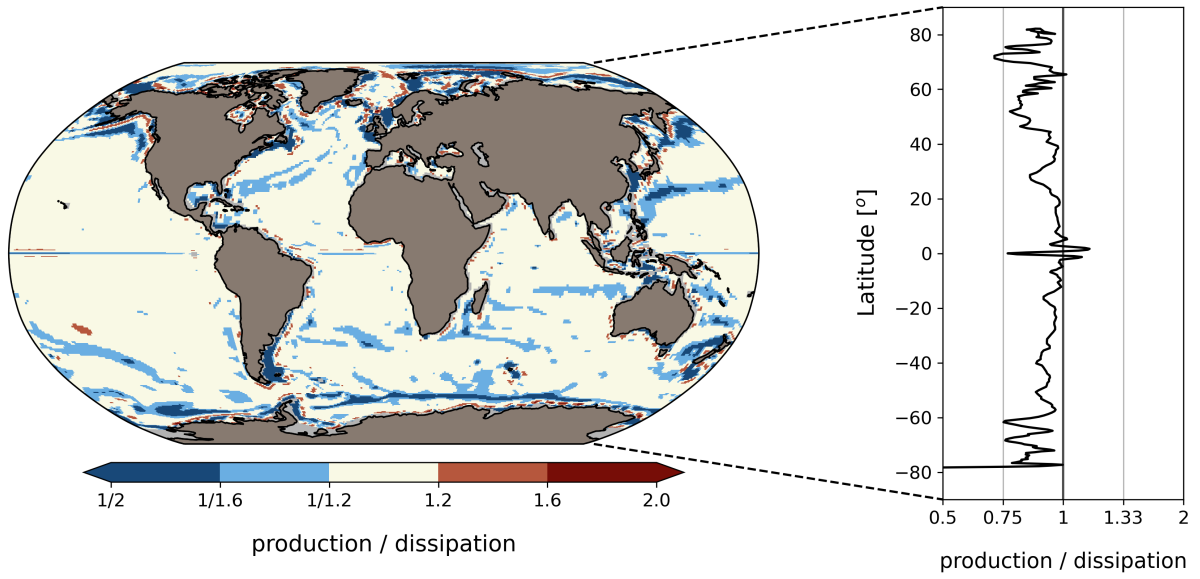 80
60
40
20
0
−20
−40
−60
−80
Latitude [°]
1/2 1/1.6 1/1.2 1.2 1.6 2.0
production / dissipation
0.5 0.75 1 1.33 2
production / dissipation